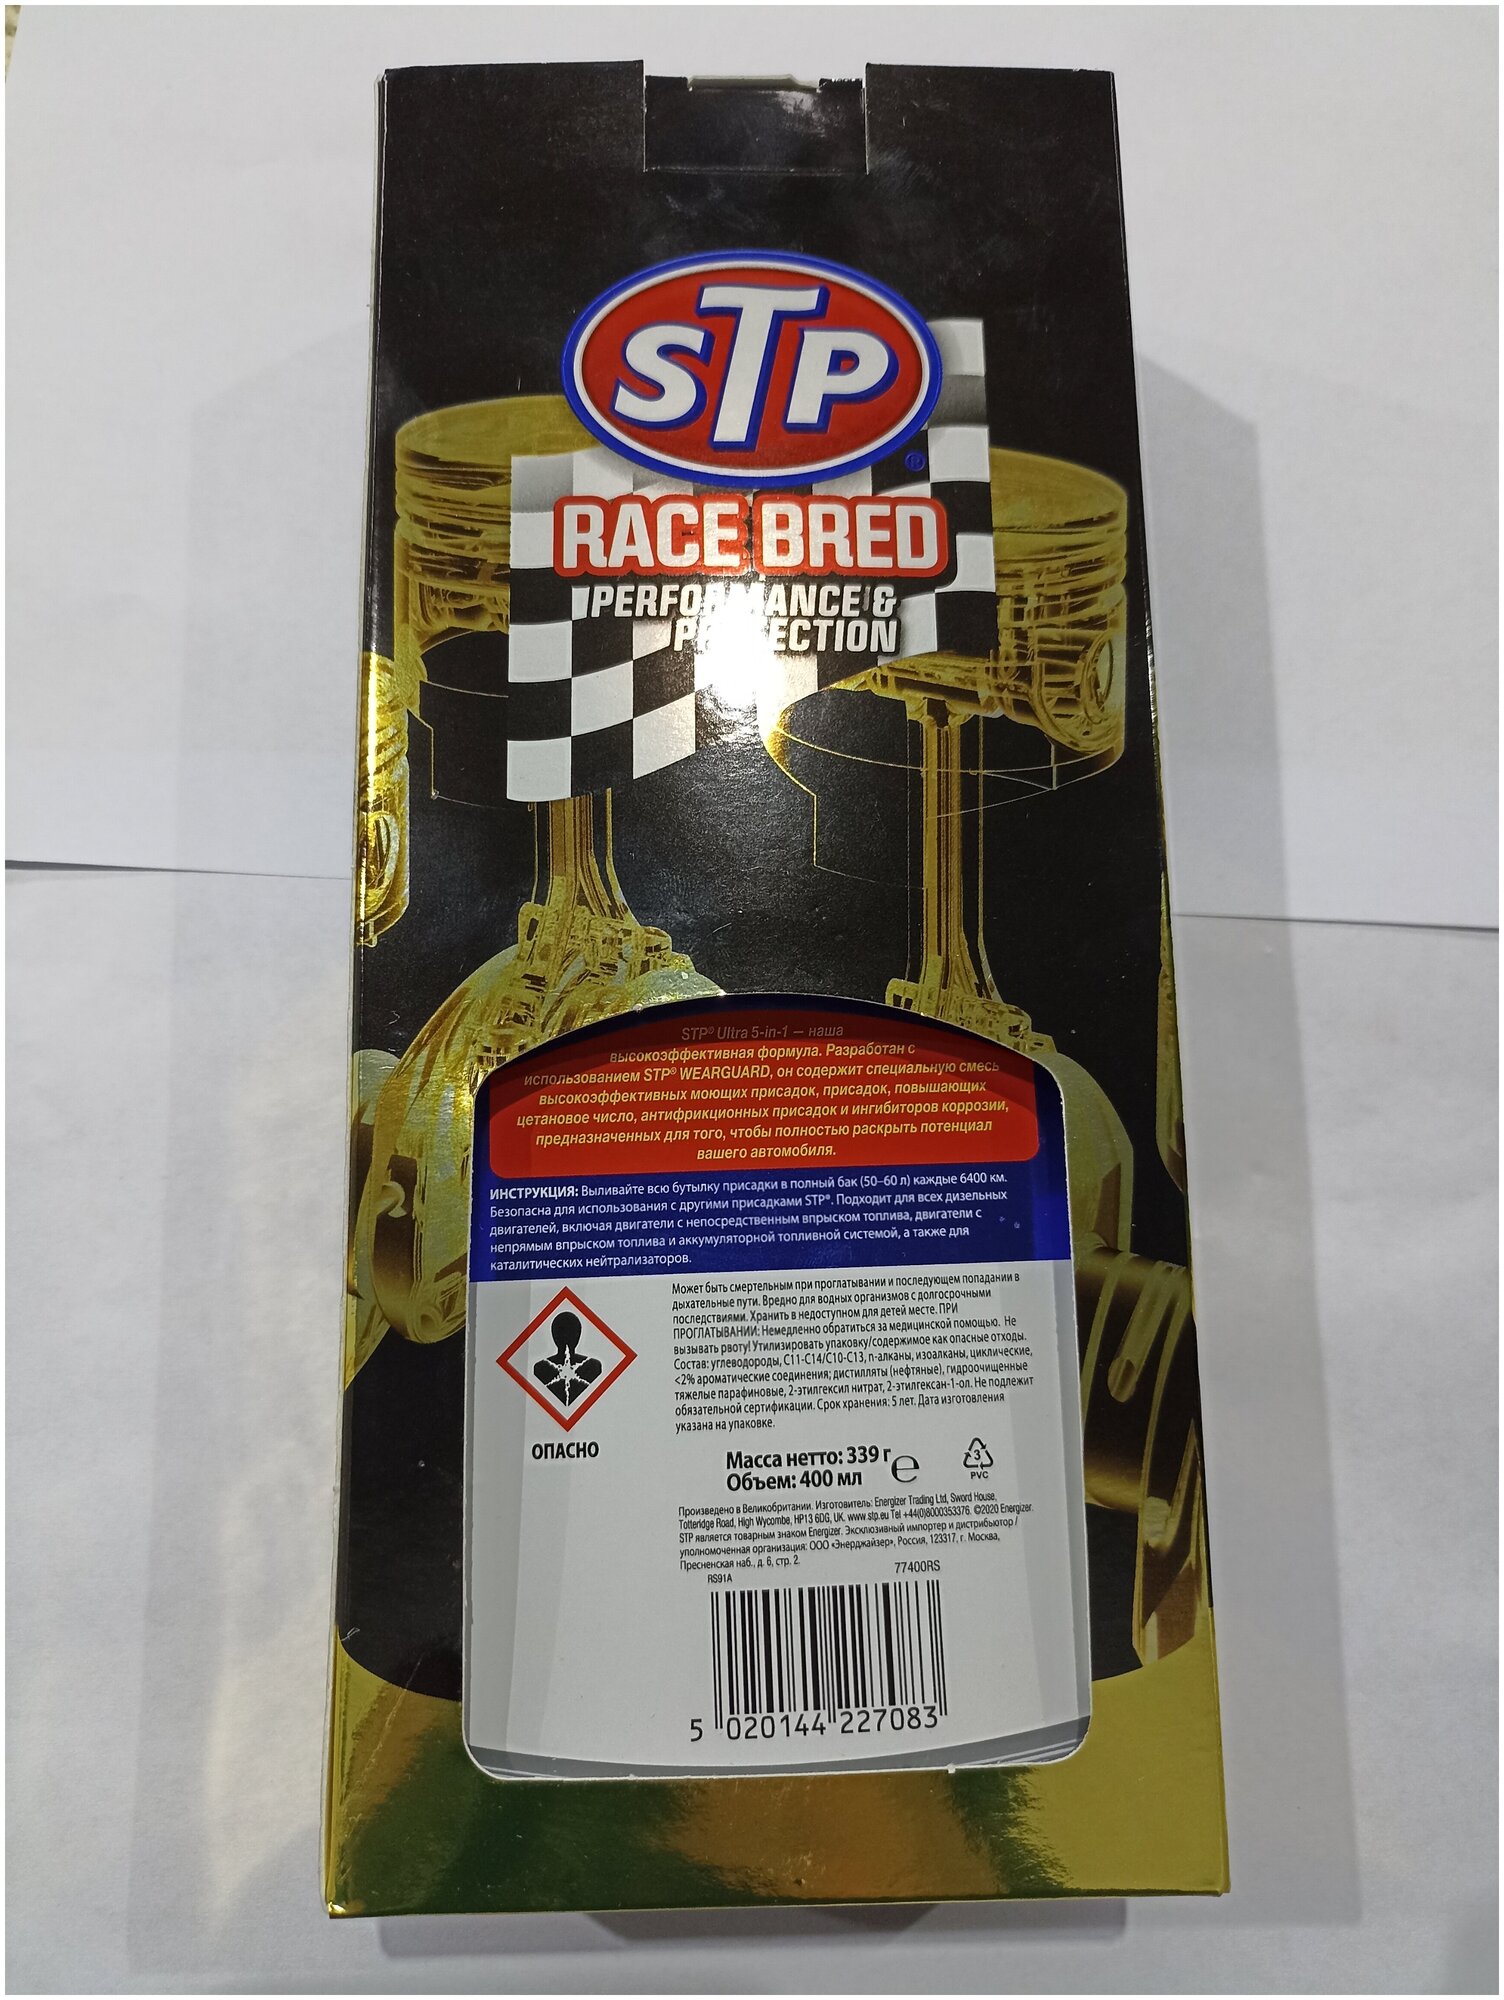 STP
®
RACE BRED
PERFORMANCE &
PROTECTION
STP® Ultra 5-in-1 — наша
высокоэффективная формула. Разработан с
использованием STP® WEARGUARD, он содержит специальную смесь
высокоэффективных моющих присадок, присадок, повышающих
цетановое число, антифрикционных присадок и ингибиторов коррозии,
предназначенных для того, чтобы полностью раскрыть потенциал
вашего автомобиля.
ИНСТРУКЦИЯ: Выливайте всю бутылку присадки в полный бак (50–60 л) каждые 6400 км.
Безопасна для использования с другими присадками STP®. Подходит для всех дизельных
двигателей, включая двигатели с непосредственным впрыском топлива, двигатели с
непрямым впрыском топлива и аккумуляторной топливной системой, а также для
каталитических нейтрализаторов.
Может быть смертельным при проглатывании и последующем попадании в
дыхательные пути. Вредно для водных организмов с долгосрочными
последствиями. Хранить в недоступном для детей месте. ПРИ
ПРОГЛАТЫВАНИИ: Немедленно обратиться за медицинской помощью. Не
вызывать рвоту! Утилизировать упаковку/содержимое как опасные отходы.
Состав: углеводороды, C11-C14/C10-C13, n-алканы, изоалканы, циклические,
<2% ароматические соединения; дистилляты (нефтяные), гидроочищенные
тяжелые парафиновые, 2-этилгексил нитрат, 2-этилгексан-1-ол. Не подлежит
обязательной сертификации. Срок хранения: 5 лет. Дата изготовления
указана на упаковке.
ОПАСНО
Масса нетто: 339 г
Объем: 400 мл ℮
3
PVC
Произведено в Великобритании. Изготовитель: Energizer Trading Ltd, Sword House,
Totteridge Road, High Wycombe, HP13 6DG, UK. www.stp.eu Tel +44(0)8000353376. ©2020 Energizer.
STP является товарным знаком Energizer. Эксклюзивный импортер и дистрибьютор /
уполномоченная организация: ООО «Энерджайзер», Россия, 123317, г. Москва,
Пресненская наб., д. 6, стр. 2.
RS91A 77400RS
5 020144 227083